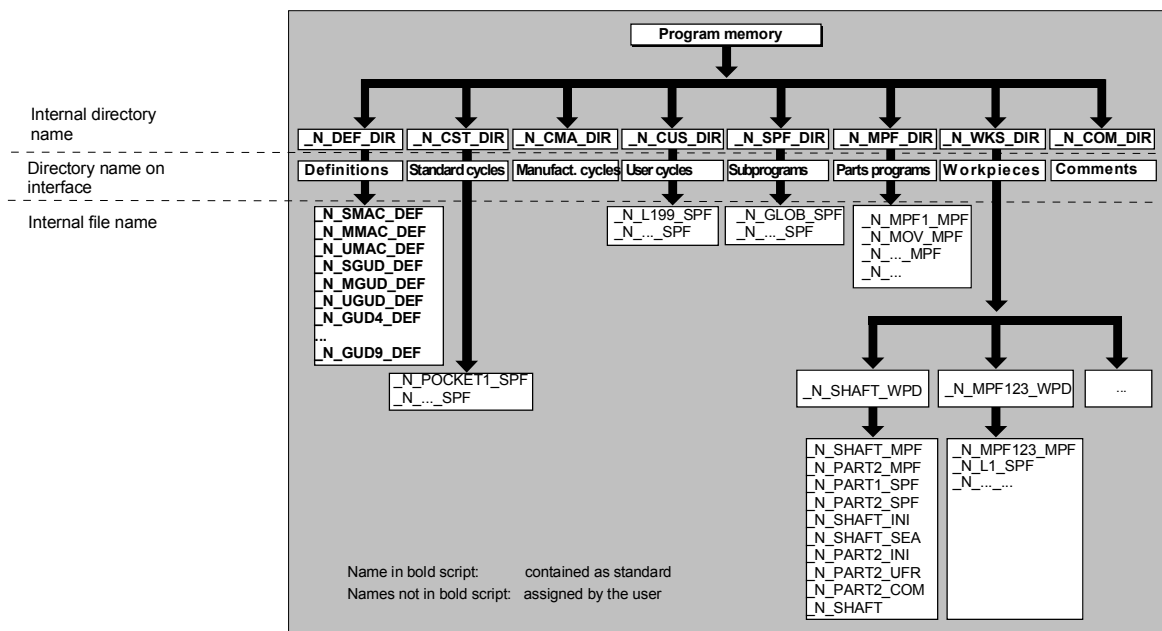 Program memory
Internal directory
name
_N_DEF_DIR
_N_CST_DIR
_N_CMA_DIR
_N_CUS_DIR
_N_SPF_DIR
_N_MPF_DIR
_N_WKS_DIR
_N_COM_DIR
Directory name on
interface
Definitions
Standard cycles
Manufact. cycles
User cycles
Subprograms
Parts programs
Workpieces
Comments
Internal file name
_N_SMAC_DEF
_N_MMAC_DEF
_N_UMAC_DEF
_N_SGUD_DEF
_N_MGUD_DEF
_N_UGUD_DEF
_N_GUD4_DEF
...
_N_GUD9_DEF
_N_POCKET1_SPF
_N_..._SPF
_N_L199_SPF
_N_..._SPF
_N_GLOB_SPF
_N_..._SPF
_N_MPF1_MPF
_N_MOV_MPF
_N_..._MPF
_N_...
_N_SHAFT_WPD
_N_MPF123_WPD
...
_N_SHAFT_MPF
_N_PART2_MPF
_N_PART1_SPF
_N_PART2_SPF
_N_SHAFT_INI
_N_SHAFT_SEA
_N_PART2_INI
_N_PART2_UFR
_N_PART2_COM
_N_SHAFT
_N_MPF123_MPF
_N_L1_SPF
_N_..._...
Name in bold script: contained as standard
Names not in bold script: assigned by the user